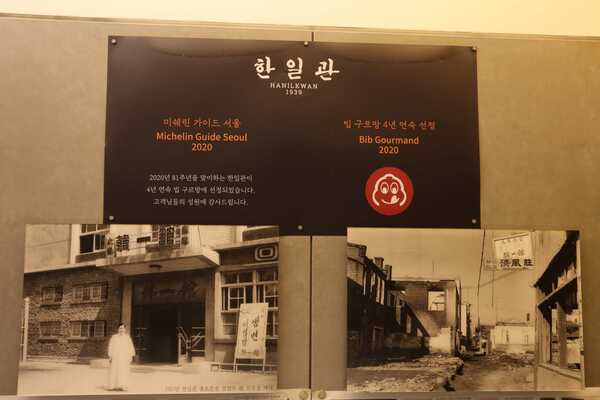 한일관
HANILKWAN
1939
미쉐린 가이드 서울
Michelin Guide Seoul
2020
빕 구르망 4년 연속 선정
Bib Gourmand
2020
2020년 81주년을 맞이하는 한일관이
4년 연속 빕 구르망에 선정되었습니다.
고객님들의 성원에 감사드립니다.